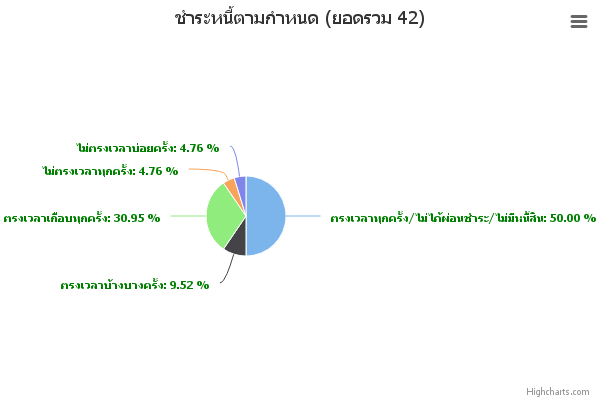 ชำระหนี้ตามกำหนด (ยอดรวม 42)
ไม่ตรงเวลาบ่อยครั้ง: 4.76 %
ไม่ตรงเวลาทุกครั้ง: 4.76 %
ตรงเวลาเกือบทุกครั้ง: 30.95 %
ตรงเวลาทุกครั้ง/ไม่ได้ผ่อนชำระ/ไม่มีหนี้สิน: 50.00 %
ตรงเวลาบ้างบางครั้ง: 9.52 %
Highcharts.com